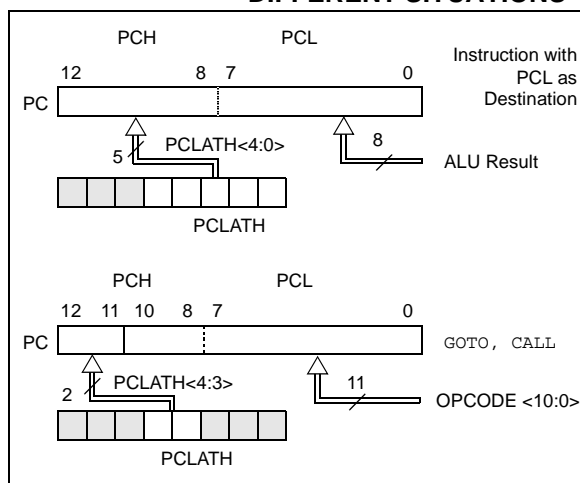 DIFFERENT SITUATIONS
PCH PCL
12 8 7 0
Instruction with
PCL as
Destination
PC
5 PCLATH<4:0> 8
ALU Result
PCLATH
PCH PCL
12 11 10 8 7 0
PC GOTO, CALL
2 PCLATH<4:3> 11
OPCODE <10:0>
PCLATH